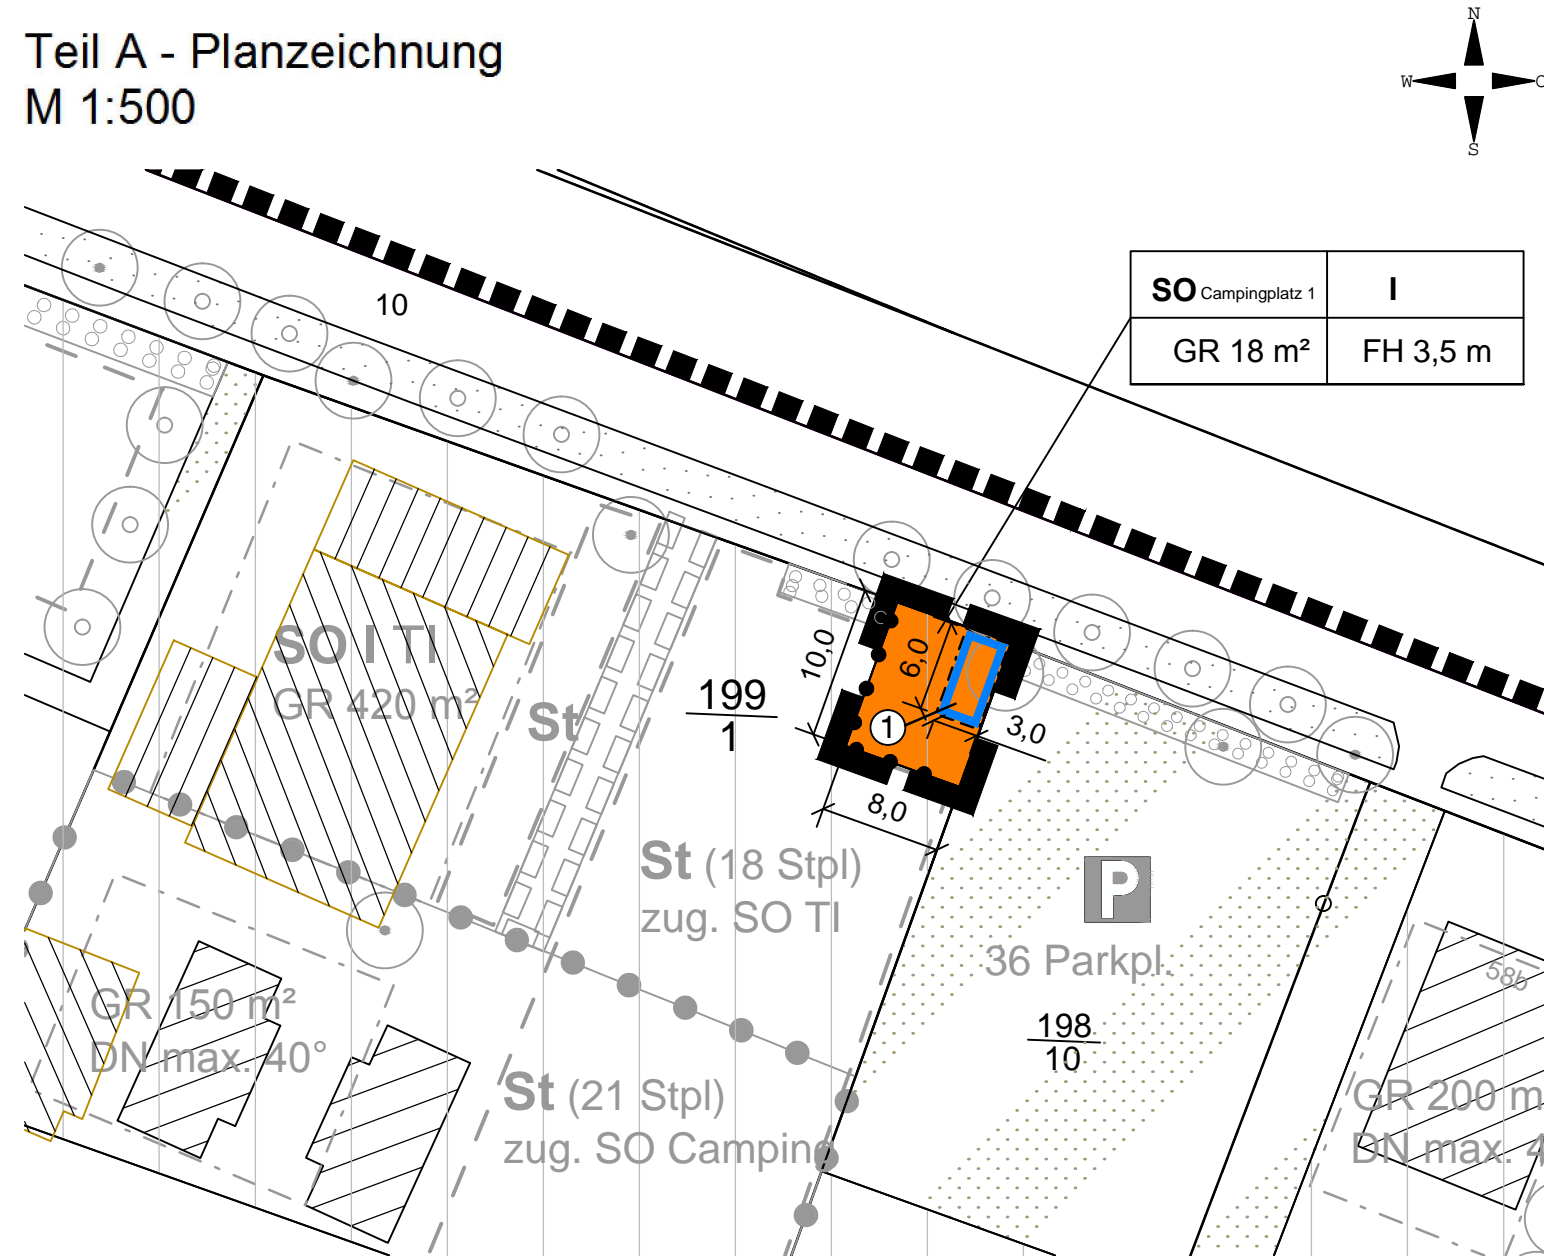 Teil A - Planzeichnung
M 1:500
N
W
O
S
SO Campingplatz 1
I
GR 18 m²
FH 3,5 m
10
SO I TI
GR 420 m²
St
199
1
10,0
6,0
1
3,0
8,0
St (18 Stpl)
zug. SO TI
P
36 Parkpl.
198
10
58b
GR 150 m²
DN max. 40°
St (21 Stpl)
zug. SO Camping
GR 200 m
DN max. 4